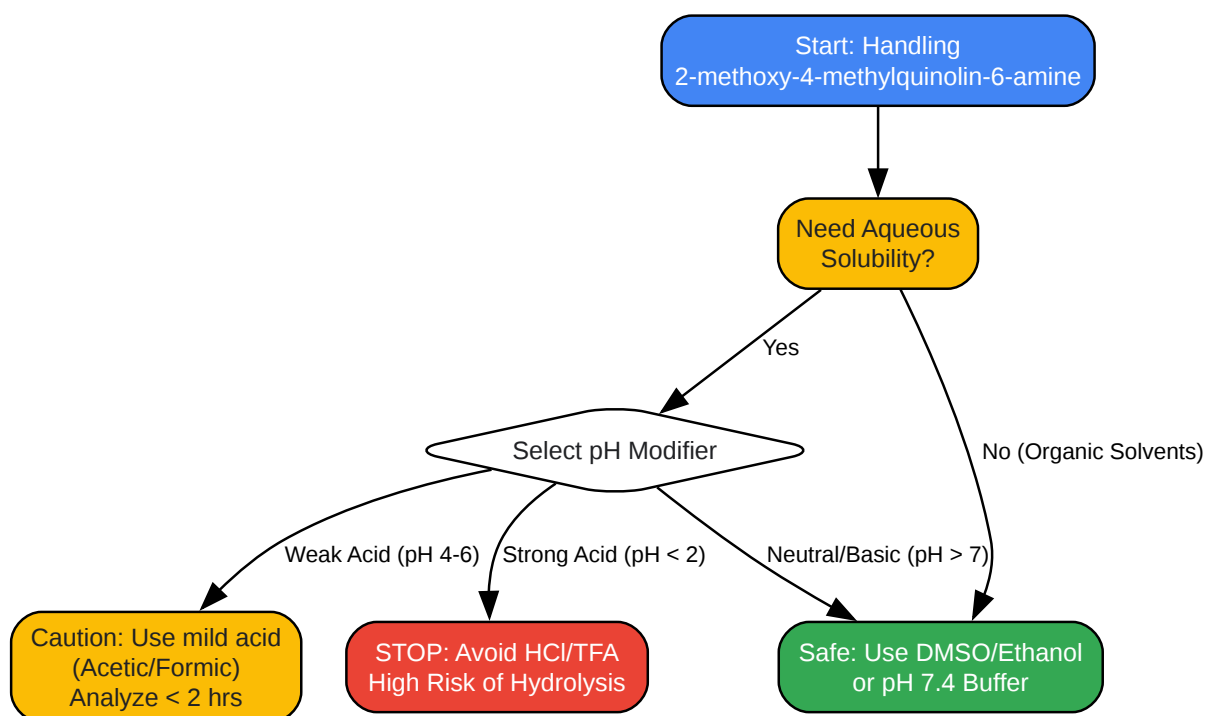 Start: Handling
2-methoxy-4-methylquinolin-6-amine
Need Aqueous
Solubility?
Yes
No (Organic Solvents)
Select pH Modifier
Weak Acid (pH 4-6)
Strong Acid (pH < 2)
Neutral/Basic (pH > 7)
Caution: Use mild acid
(Acetic/Formic)
Analyze < 2 hrs
STOP: Avoid HCl/TFA
High Risk of Hydrolysis
Safe: Use DMSO/Ethanol
or pH 7.4 Buffer